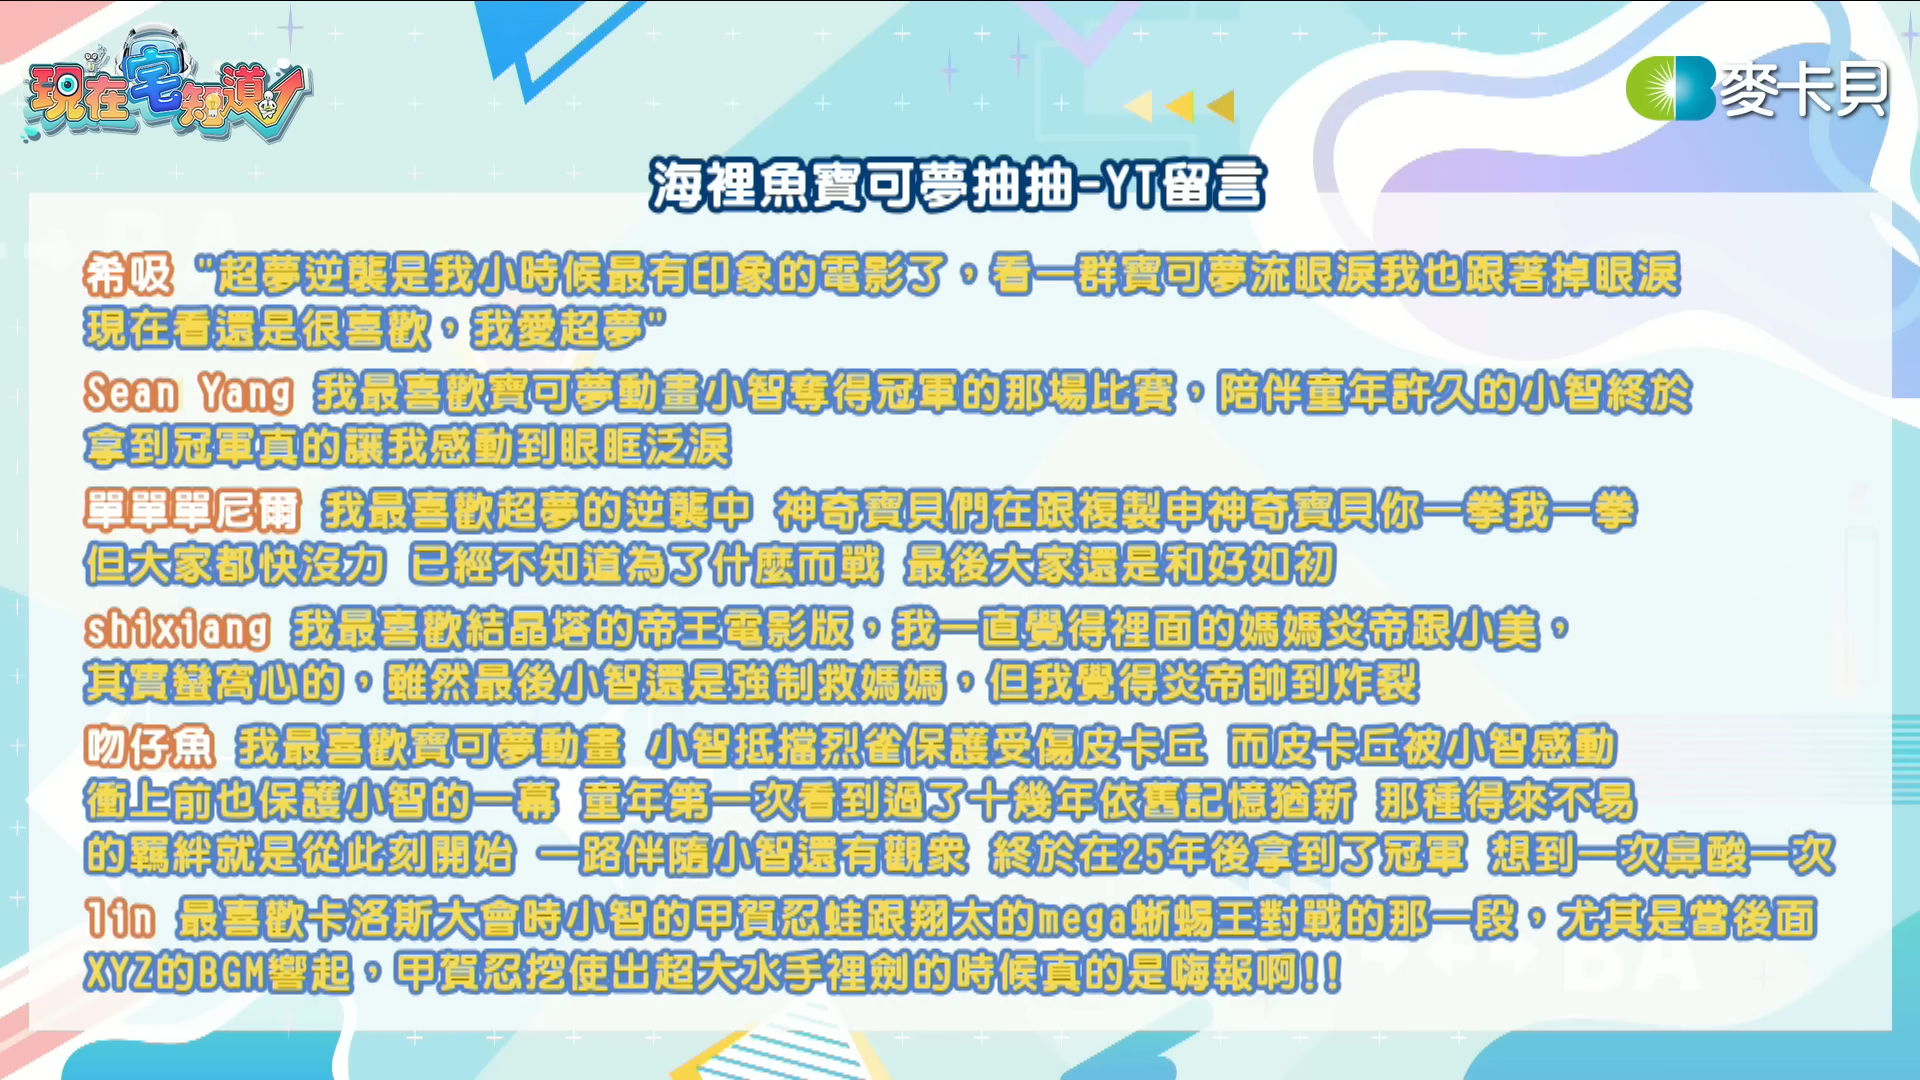 現在宅知道
麥卡貝
海裡魚寶可夢抽抽-YT留言
希吸 "超夢逆襲是我小時候最有印象的電影了，看一群寶可夢流眼淚我也跟著掉眼淚
現在看還是很喜歡，我愛超夢"
Sean Yang 我最喜歡寶可夢動畫小智奪得冠軍的那場比賽，陪伴童年許久的小智終於
拿到冠軍真的讓我感動到眼眶泛淚
單單單尼爾 我最喜歡超夢的逆襲中 神奇寶貝們在跟複製申神奇寶貝你一拳我一拳
但大家都快沒力 已經不知道為了什麼而戰 最後大家還是和好如初
shixiang 我最喜歡結晶塔的帝王電影版，我一直覺得裡面的媽媽炎帝跟小美，
其實蠻窩心的，雖然最後小智還是強制救媽媽，但我覺得炎帝帥到炸裂
吻仔魚 我最喜歡寶可夢動畫 小智抵擋烈雀保護受傷皮卡丘 而皮卡丘被小智感動
衝上前也保護小智的一幕 童年第一次看到過了十幾年依舊記憶猶新 那種得來不易
的羈絆就是從此刻開始 一路伴隨小智還有觀眾 終於在25年後拿到了冠軍 想到一次鼻酸一次
lin 最喜歡卡洛斯大會時小智的甲賀忍蛙跟翔太的mega蜥蜴王對戰的那一段，尤其是當後面
XYZ的BGM響起，甲賀忍挖使出超大水手裡劍的時候真的是嗨報啊!!